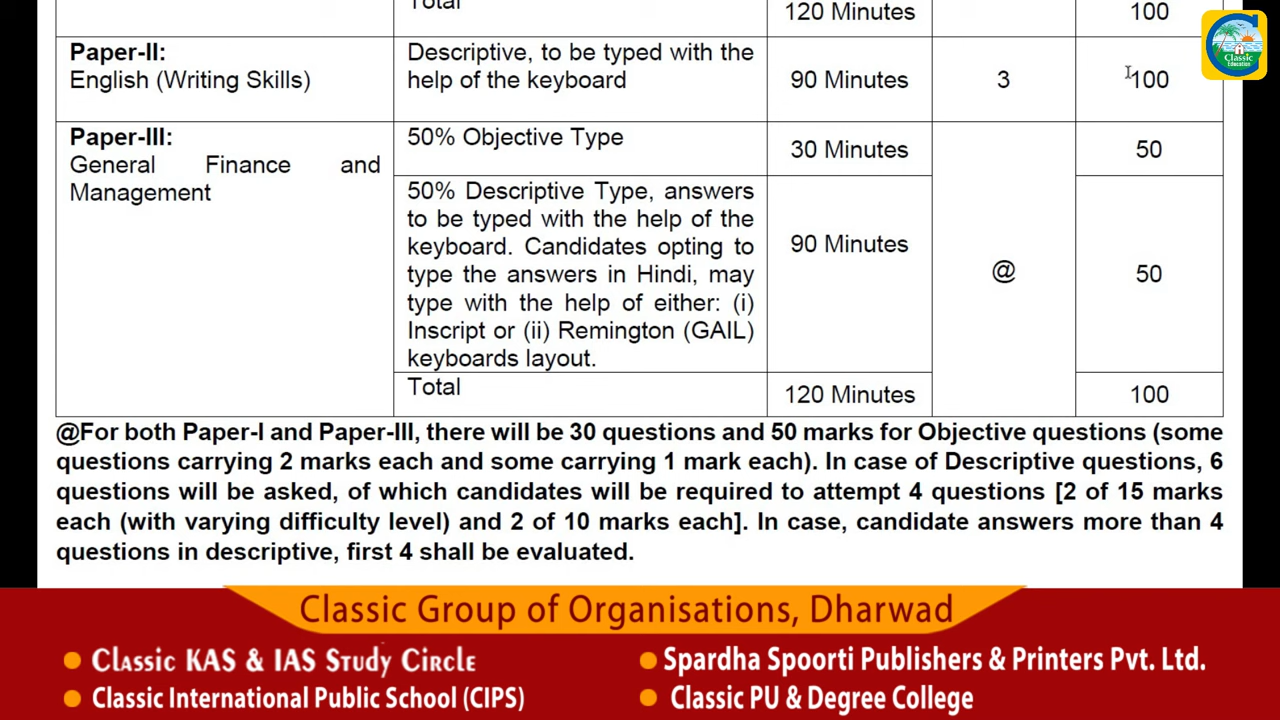 Total
120 Minutes
100
Paper-II:
English (Writing Skills)
Descriptive, to be typed with the
help of the keyboard
90 Minutes
3
100
Paper-III:
General Finance and
Management
50% Objective Type
30 Minutes
50
50% Descriptive Type, answers
to be typed with the help of the
keyboard. Candidates opting to
type the answers in Hindi, may
type with the help of either: (i)
Inscript or (ii) Remington (GAIL)
keyboards layout.
90 Minutes
@
50
Total
120 Minutes
100
@For both Paper-I and Paper-III, there will be 30 questions and 50 marks for Objective questions (some
questions carrying 2 marks each and some carrying 1 mark each). In case of Descriptive questions, 6
questions will be asked, of which candidates will be required to attempt 4 questions [2 of 15 marks
each (with varying difficulty level) and 2 of 10 marks each]. In case, candidate answers more than 4
questions in descriptive, first 4 shall be evaluated.
Classic Education
Classic Group of Organisations, Dharwad
Classic KAS & IAS Study Circle
Spardha Spoorti Publishers & Printers Pvt. Ltd.
Classic International Public School (CIPS)
Classic PU & Degree College